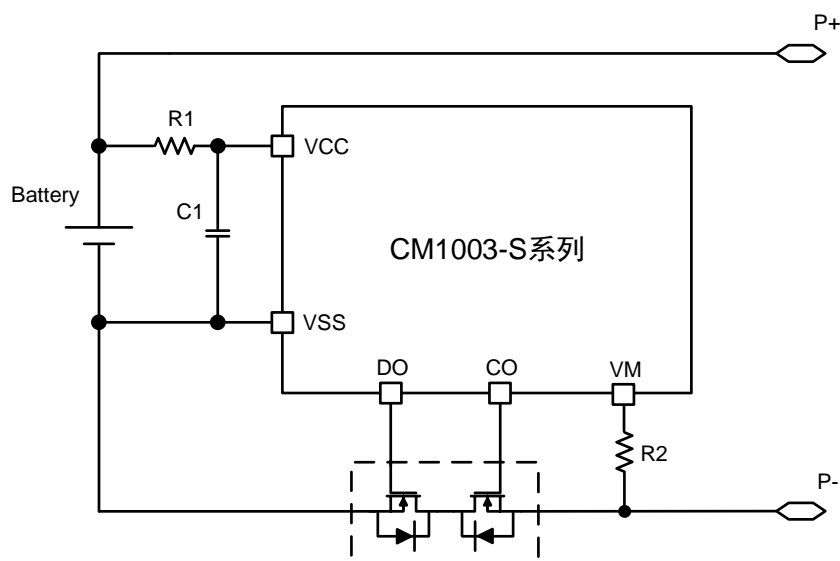 P+
R1
VCC
Battery
C1
CM1003-S系列
VSS
DO
CO
VM
R2
P-